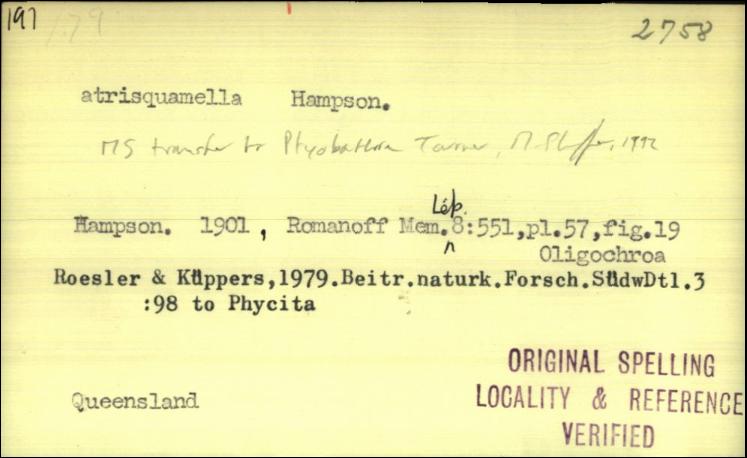 197 179 2758
atrisquamella Hampson.
MS transfer to Ptyobathra Turner, M. Shaffer, 1992
Lép.
Hampson. 1901, Romanoff Mem.8:551,pl.57,fig.19
Oligochroa
Roesler & Küppers,1979.Beitr.naturk.Forsch.SüdwDtl.3
:98 to Phycita
ORIGINAL SPELLING
Queensland LOCALITY & REFERENCE
VERIFIED